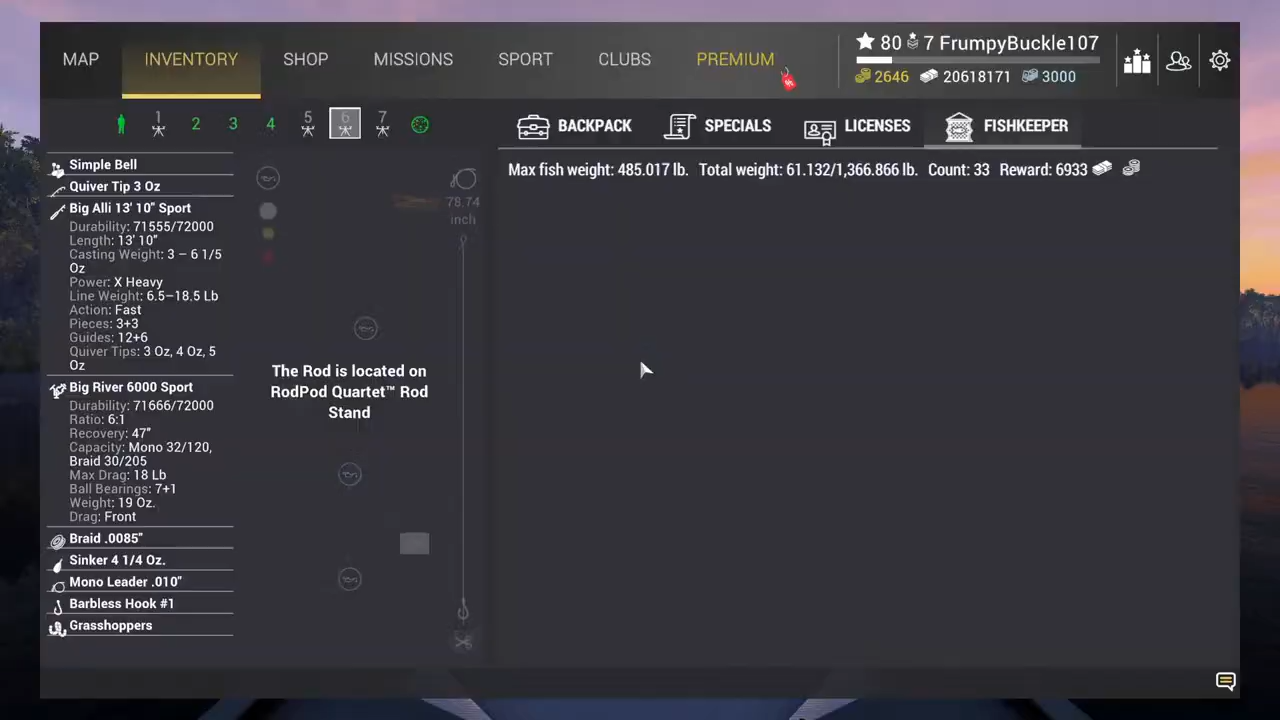 MAP INVENTORY SHOP MISSIONS SPORT CLUBS PREMIUM
80 7 FrumpyBuckle107
2646 20618171 3000
1 2 3 4 5 6 7
BACKPACK SPECIALS LICENSES FISHKEEPER
Max fish weight: 485.017 lb. Total weight: 61.132/1,366.866 lb. Count: 33 Reward: 6933
Simple Bell
Quiver Tip 3 Oz
Big Alli 13' 10" Sport
Durability: 71555/72000
Length: 13' 10"
Casting Weight: 3 – 6 1/5
Oz
Power: X Heavy
Line Weight: 6.5–18.5 Lb
Action: Fast
Pieces: 3+3
Guides: 12+6
Quiver Tips: 3 Oz, 4 Oz, 5
Oz
Big River 6000 Sport
Durability: 71666/72000
Ratio: 6:1
Recovery: 47"
Capacity: Mono 32/120,
Braid 30/205
Max Drag: 18 Lb
Ball Bearings: 7+1
Weight: 19 Oz.
Drag: Front
Braid .0085"
Sinker 4 1/4 Oz.
Mono Leader .010"
Barbless Hook #1
Grasshoppers
78.74
inch
The Rod is located on
RodPod Quartet™ Rod
Stand